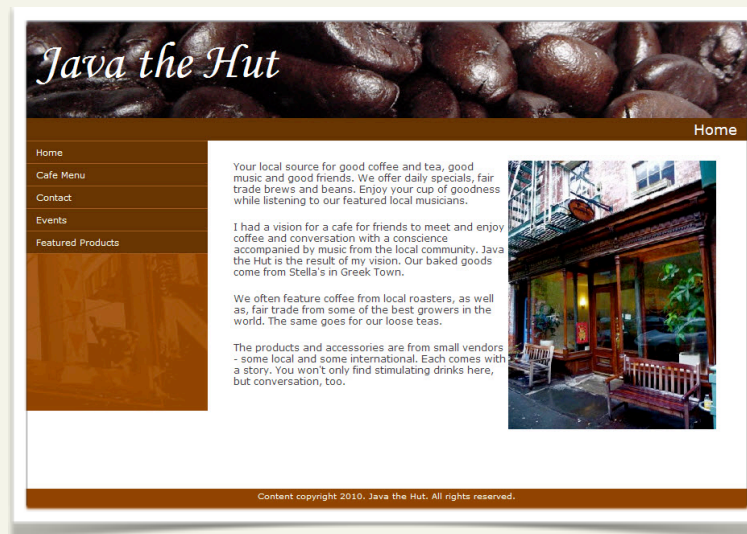 Java the Hut
Home
Home
Cafe Menu
Contact
Events
Featured Products
Your local source for good coffee and tea, good
music and good friends. We offer daily specials, fair
trade brews and beans. Enjoy your cup of goodness
while listening to our featured local musicians.
I had a vision for a cafe for friends to meet and enjoy
coffee and conversation with a conscience
accompanied by music from the local community. Java
the Hut is the result of my vision. Our baked goods
come from Stella's in Greek Town.
We often feature coffee from local roasters, as well
as, fair trade from some of the best growers in the
world. The same goes for our loose teas.
The products and accessories are from small vendors
- some local and some international. Each comes with
a story. You won't only find stimulating drinks here,
but conversation, too.
Content copyright 2010. Java the Hut. All rights reserved.